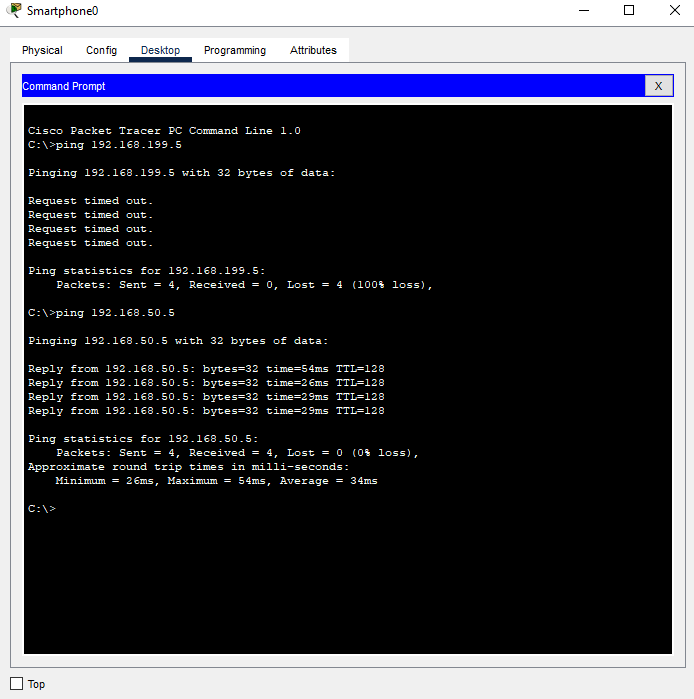 Smartphone0
Physical Config Desktop Programming Attributes
Command Prompt X
Cisco Packet Tracer PC Command Line 1.0
C:\>ping 192.168.199.5
Pinging 192.168.199.5 with 32 bytes of data:
Request timed out.
Request timed out.
Request timed out.
Request timed out.
Ping statistics for 192.168.199.5:
Packets: Sent = 4, Received = 0, Lost = 4 (100% loss),
C:\>ping 192.168.50.5
Pinging 192.168.50.5 with 32 bytes of data:
Reply from 192.168.50.5: bytes=32 time=54ms TTL=128
Reply from 192.168.50.5: bytes=32 time=26ms TTL=128
Reply from 192.168.50.5: bytes=32 time=29ms TTL=128
Reply from 192.168.50.5: bytes=32 time=29ms TTL=128
Ping statistics for 192.168.50.5:
Packets: Sent = 4, Received = 4, Lost = 0 (0% loss),
Approximate round trip times in milli-seconds:
Minimum = 26ms, Maximum = 54ms, Average = 34ms
C:\>
Top